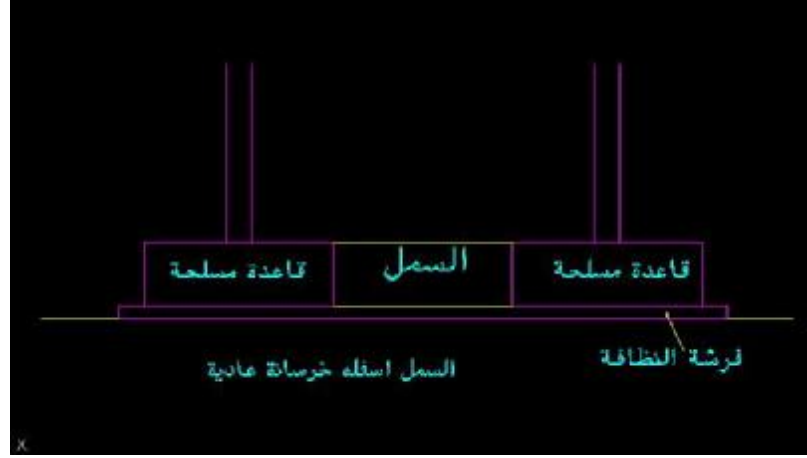 السمل
قاعدة مسلحة
قاعدة مسلحة
فرشة النظافة
السمل اسفله خرسانة عادية
X